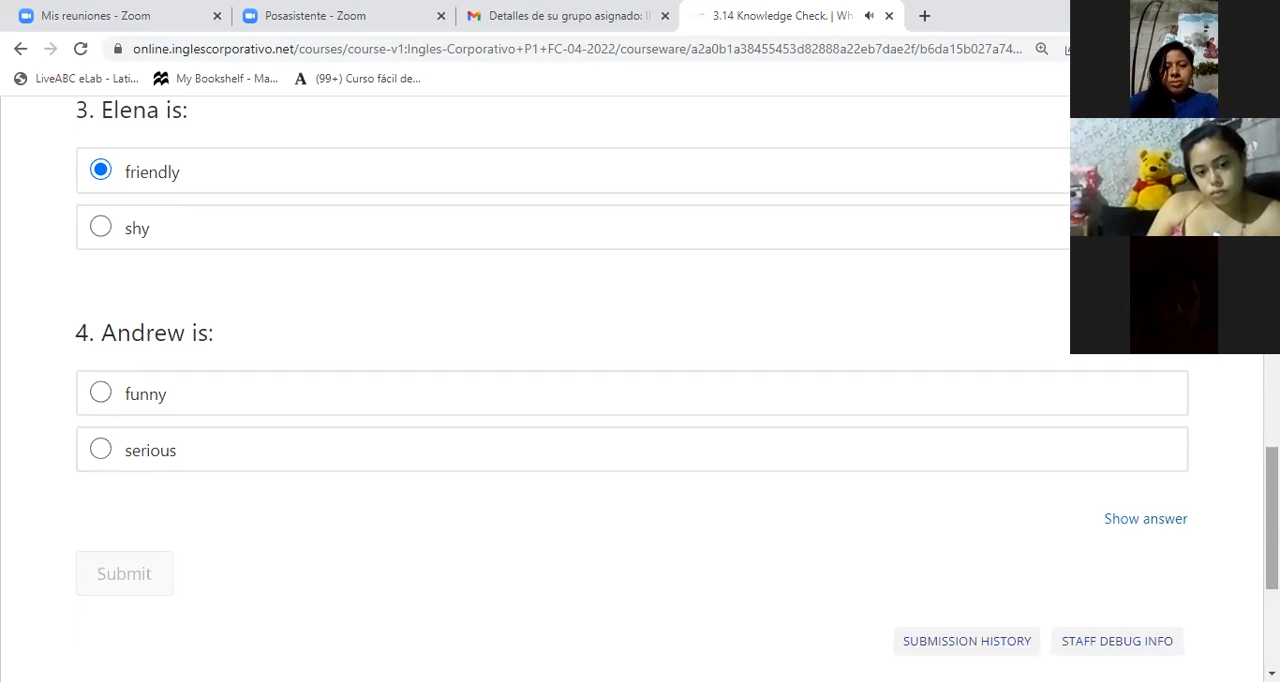 Mis reuniones - Zoom
Posasistente - Zoom
Detalles de su grupo asignado: I
3.14 Knowledge Check. | Wh
online.inglescorporativo.net/courses/course-v1:Ingles-Corporativo+P1+FC-04-2022/courseware/a2a0b1a38455453d82888a22eb7dae2f/b6da15b027a74...
LiveABC eLab - Lati...
My Bookshelf - Ma...
(99+) Curso fácil de...
3. Elena is:
friendly
shy
4. Andrew is:
funny
serious
Show answer
Submit
SUBMISSION HISTORY
STAFF DEBUG INFO